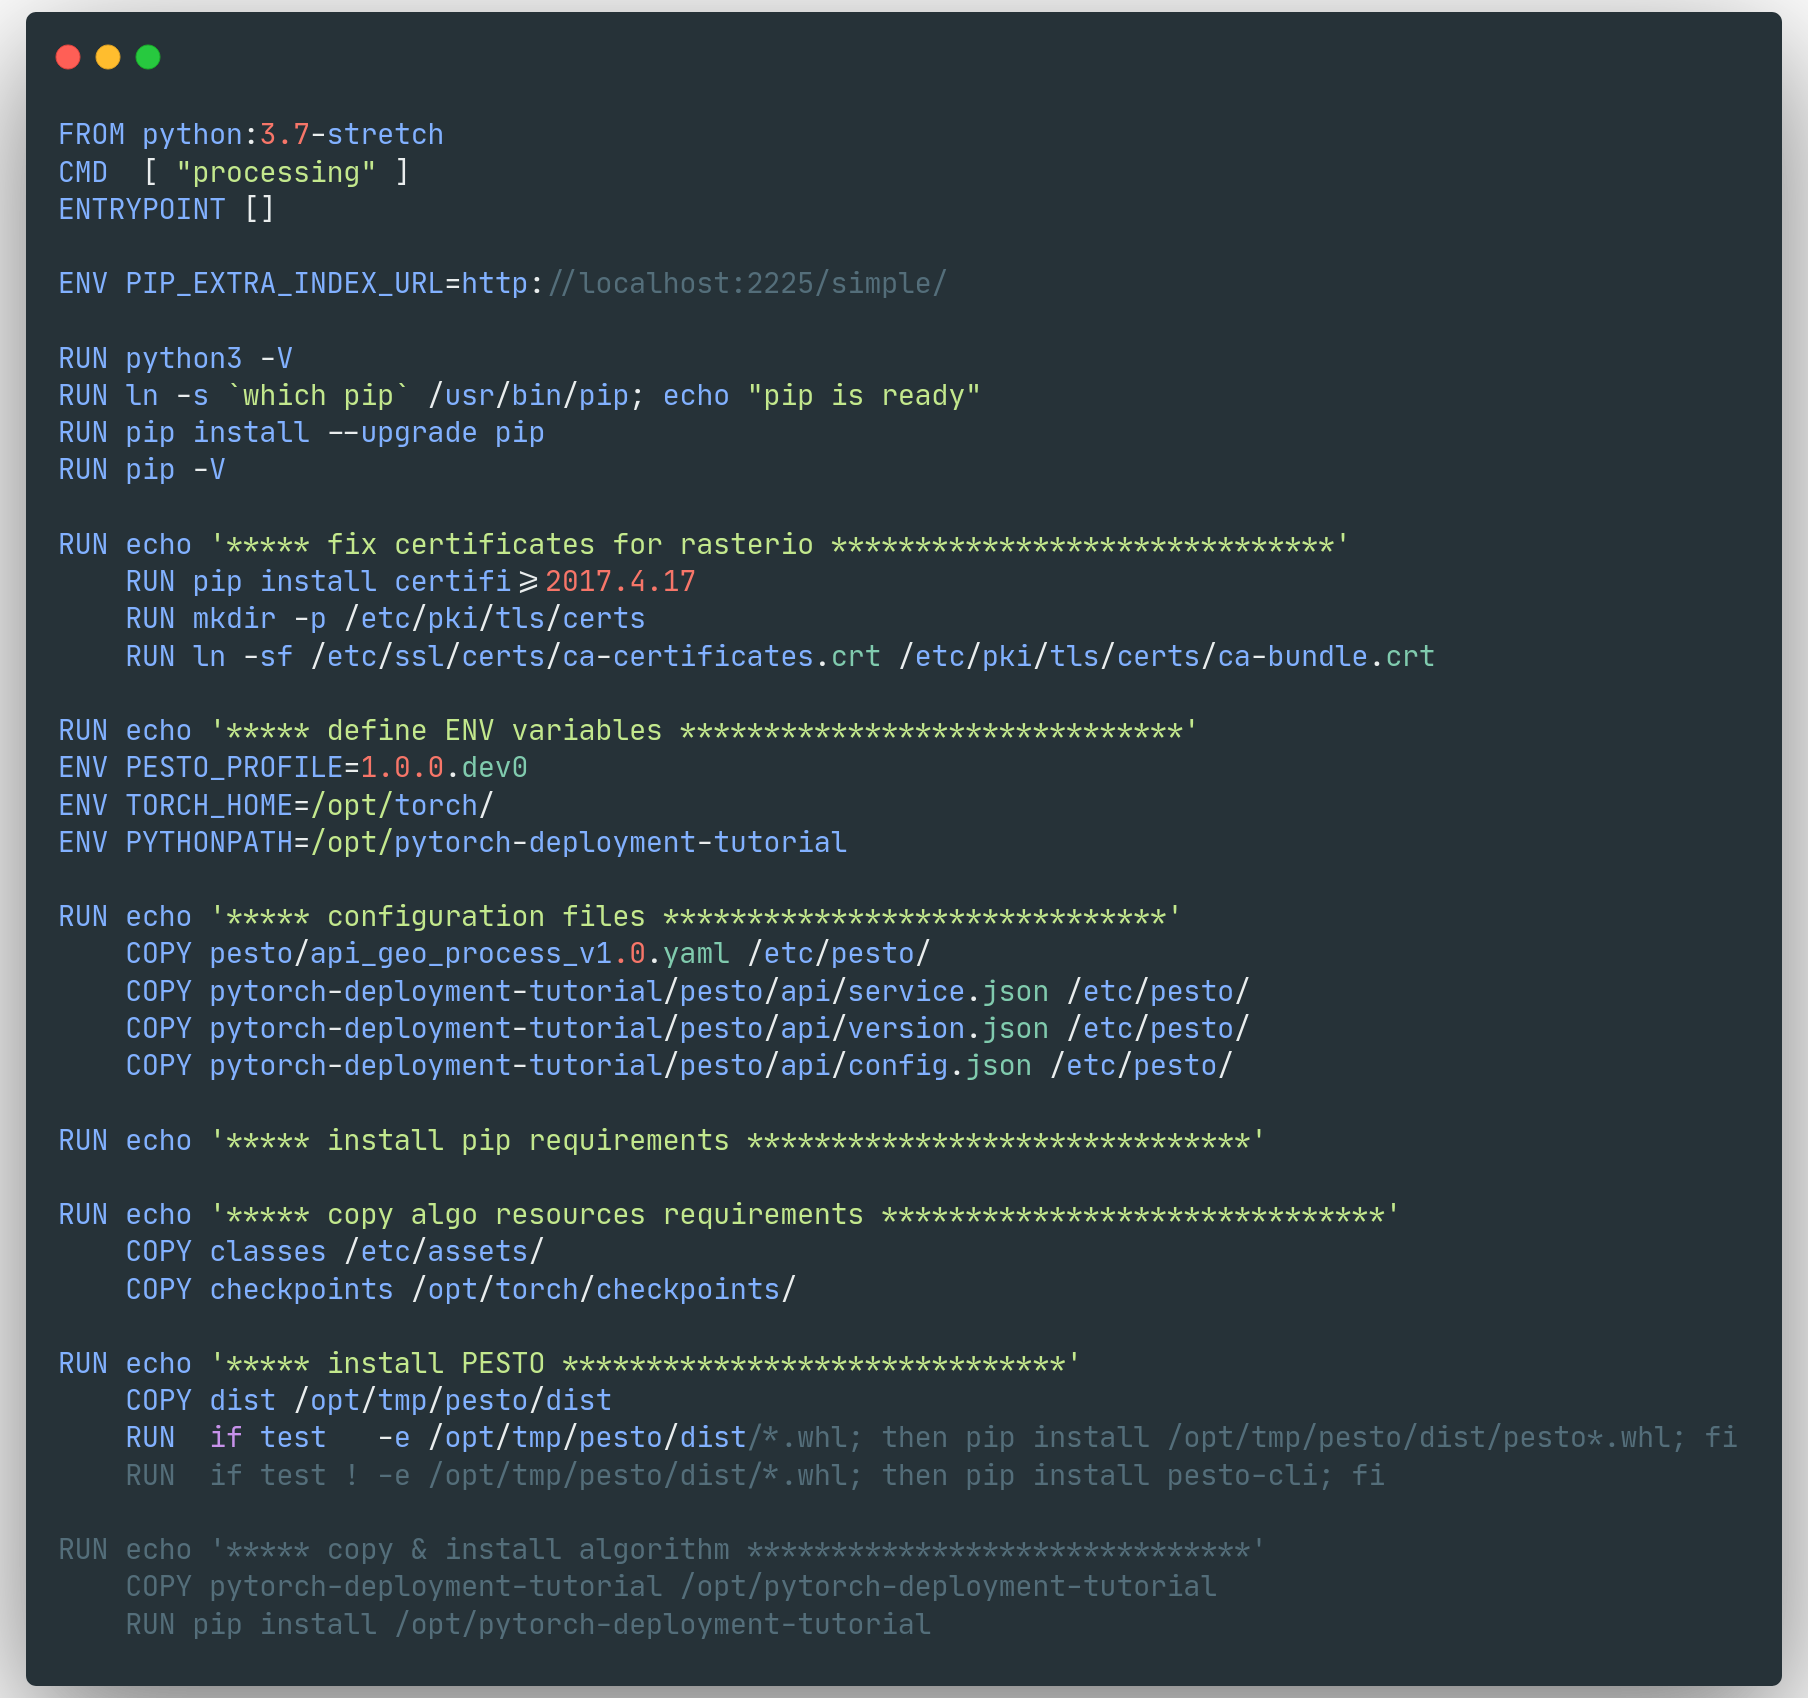 FROM python:3.7-stretch
CMD  [ "processing" ]
ENTRYPOINT []

ENV PIP_EXTRA_INDEX_URL=http://localhost:2225/simple/

RUN python3 -V
RUN ln -s `which pip` /usr/bin/pip; echo "pip is ready"
RUN pip install --upgrade pip
RUN pip -V

RUN echo '***** fix certificates for rasterio ******************************'
    RUN pip install certifi>=2017.4.17
    RUN mkdir -p /etc/pki/tls/certs
    RUN ln -sf /etc/ssl/certs/ca-certificates.crt /etc/pki/tls/certs/ca-bundle.crt

RUN echo '***** define ENV variables ******************************'
ENV PESTO_PROFILE=1.0.0.dev0
ENV TORCH_HOME=/opt/torch/
ENV PYTHONPATH=/opt/pytorch-deployment-tutorial

RUN echo '***** configuration files ******************************'
    COPY pesto/api_geo_process_v1.0.yaml /etc/pesto/
    COPY pytorch-deployment-tutorial/pesto/api/service.json /etc/pesto/
    COPY pytorch-deployment-tutorial/pesto/api/version.json /etc/pesto/
    COPY pytorch-deployment-tutorial/pesto/api/config.json /etc/pesto/

RUN echo '***** install pip requirements ******************************'

RUN echo '***** copy algo resources requirements ******************************'
    COPY classes /etc/assets/
    COPY checkpoints /opt/torch/checkpoints/

RUN echo '***** install PESTO ******************************'
    COPY dist /opt/tmp/pesto/dist
    RUN  if test   -e /opt/tmp/pesto/dist/*.whl; then pip install /opt/tmp/pesto/dist/pesto*.whl; fi
    RUN  if test ! -e /opt/tmp/pesto/dist/*.whl; then pip install pesto-cli; fi

RUN echo '***** copy & install algorithm ******************************'
    COPY pytorch-deployment-tutorial /opt/pytorch-deployment-tutorial
    RUN pip install /opt/pytorch-deployment-tutorial